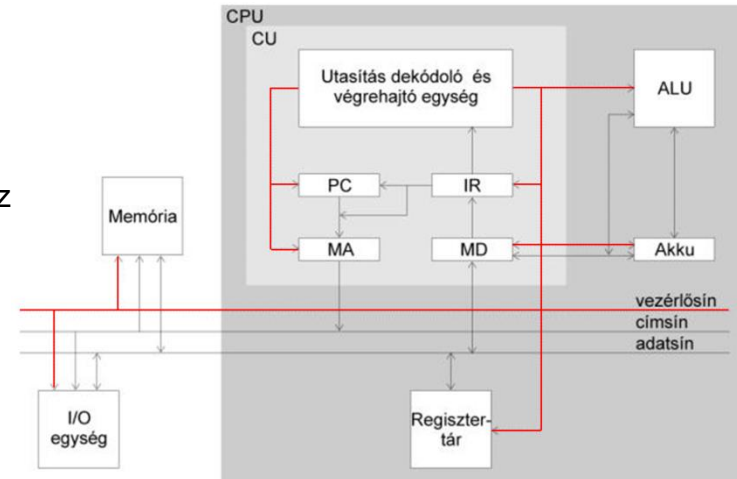 CPU
CU
Utasítás dekódoló és
végrehajtó egység
ALU
z
PC
IR
Memória
MA
MD
Akku
vezérlősín
címsín
adatsín
I/O
egység
Regiszter-
tár